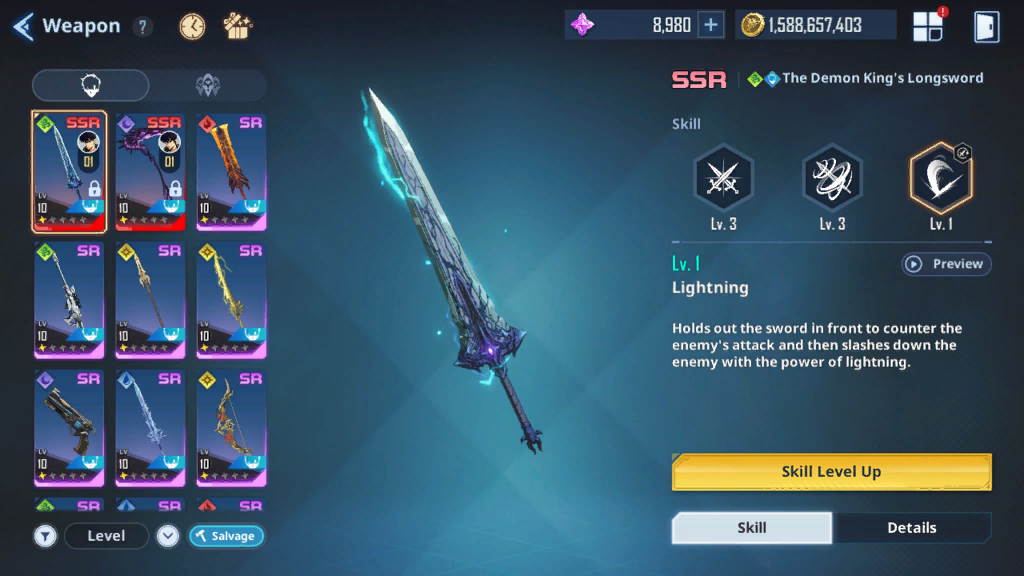 Weapon ?
8,980 +
1,588,657,403 !
SSR The Demon King's Longsword
Skill
Lv. 3 Lv. 3 Lv. 1
Lv. 1
Preview
Lightning
Holds out the sword in front to counter the
enemy's attack and then slashes down the
enemy with the power of lightning.
Skill Level Up
Skill Details
SSR SSR SR
01 01
LV LV LV
10 10 10
SR SR SR
LV LV LV
10 10 10
SR SR SR
LV LV LV
10 10 10
SR SR SR
Level Salvage